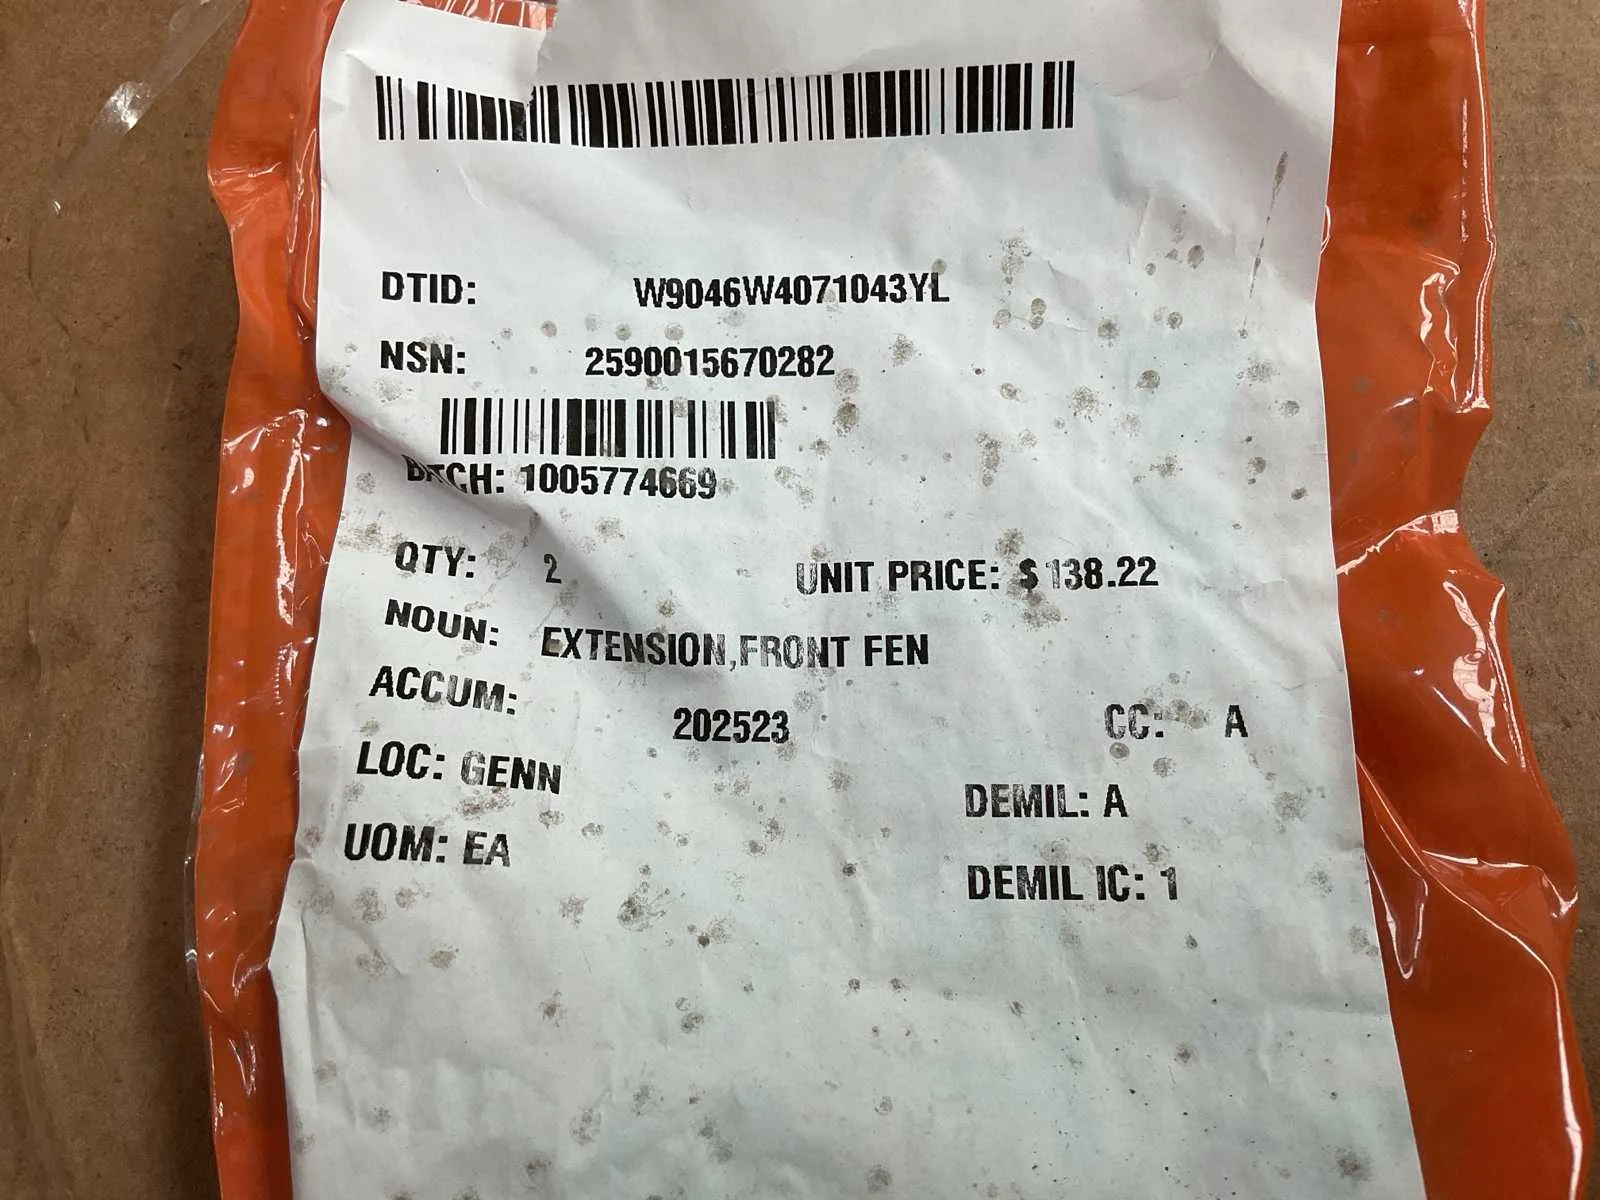 DTID: W9046W4071043YL
NSN: 2590015670282
BATCH: 1005774669
QTY: 2 UNIT PRICE: $ 138.22
NOUN: EXTENSION,FRONT FEN
ACCUM: 202523 CC: A
LOC: GENN DEMIL: A
UOM: EA DEMIL IC: 1